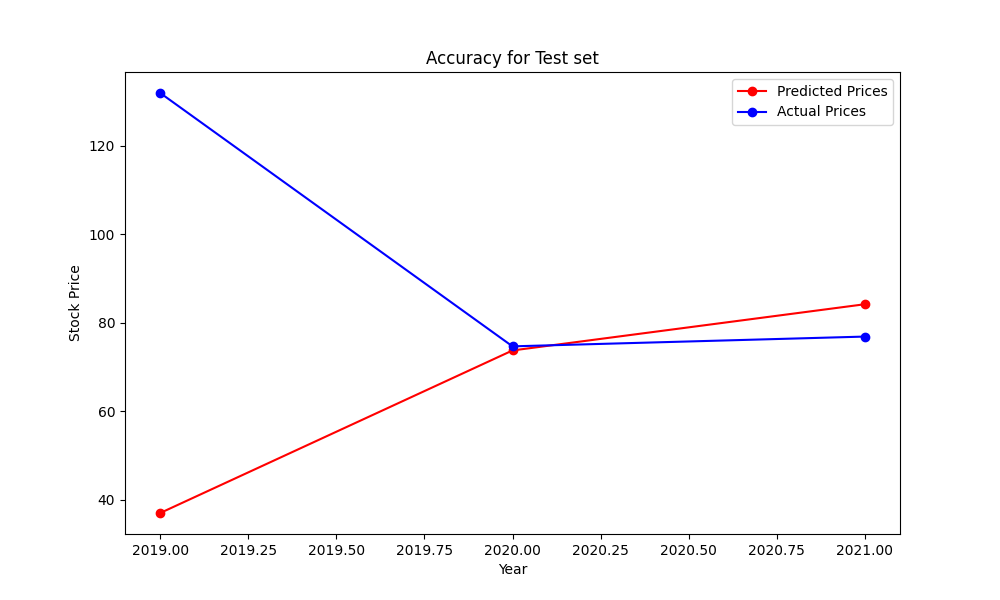 Accuracy for Test set
Predicted Prices
Actual Prices
120
100
80
60
40
Stock Price
2019.00 2019.25 2019.50 2019.75 2020.00 2020.25 2020.50 2020.75 2021.00
Year